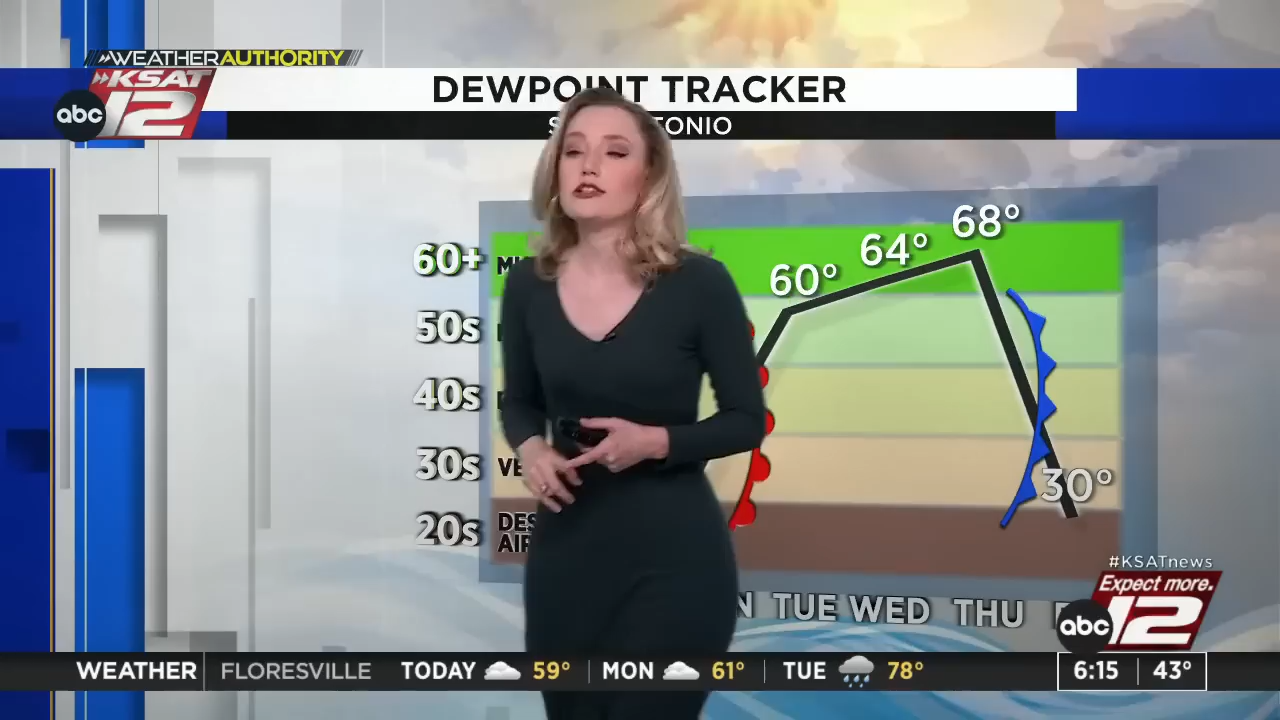 WEATHERAUTHORITY
KSAT
abc 12
DEWPOINT TRACKER
60+
50s
40s
30s
20s
60°
64°
68°
30°
TUE WED THU
#KSATnews
Expect more.
abc 12
WEATHER FLORESVILLE TODAY 59° MON 61° TUE 78° 6:15 43°